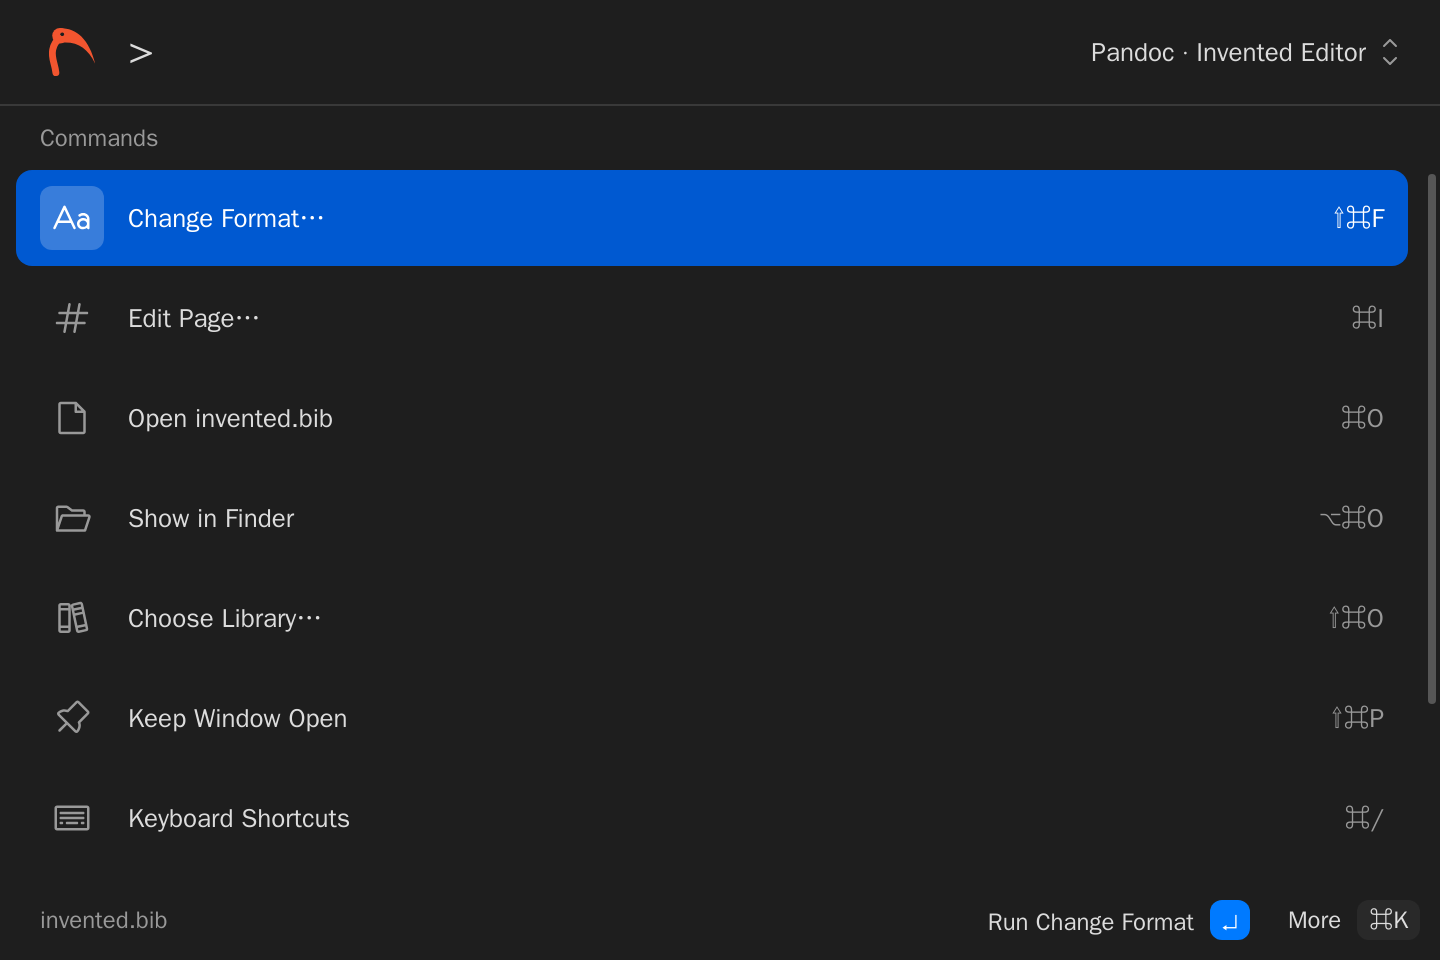 >
Pandoc · Invented Editor
Commands
Aa Change Format⋯ ⇧⌘F
# Edit Page⋯ ⌘I
Open invented.bib ⌘O
Show in Finder ⌥⌘O
Choose Library⋯ ⇧⌘O
Keep Window Open ⇧⌘P
Keyboard Shortcuts ⌘/
invented.bib Run Change Format ↵ More ⌘K